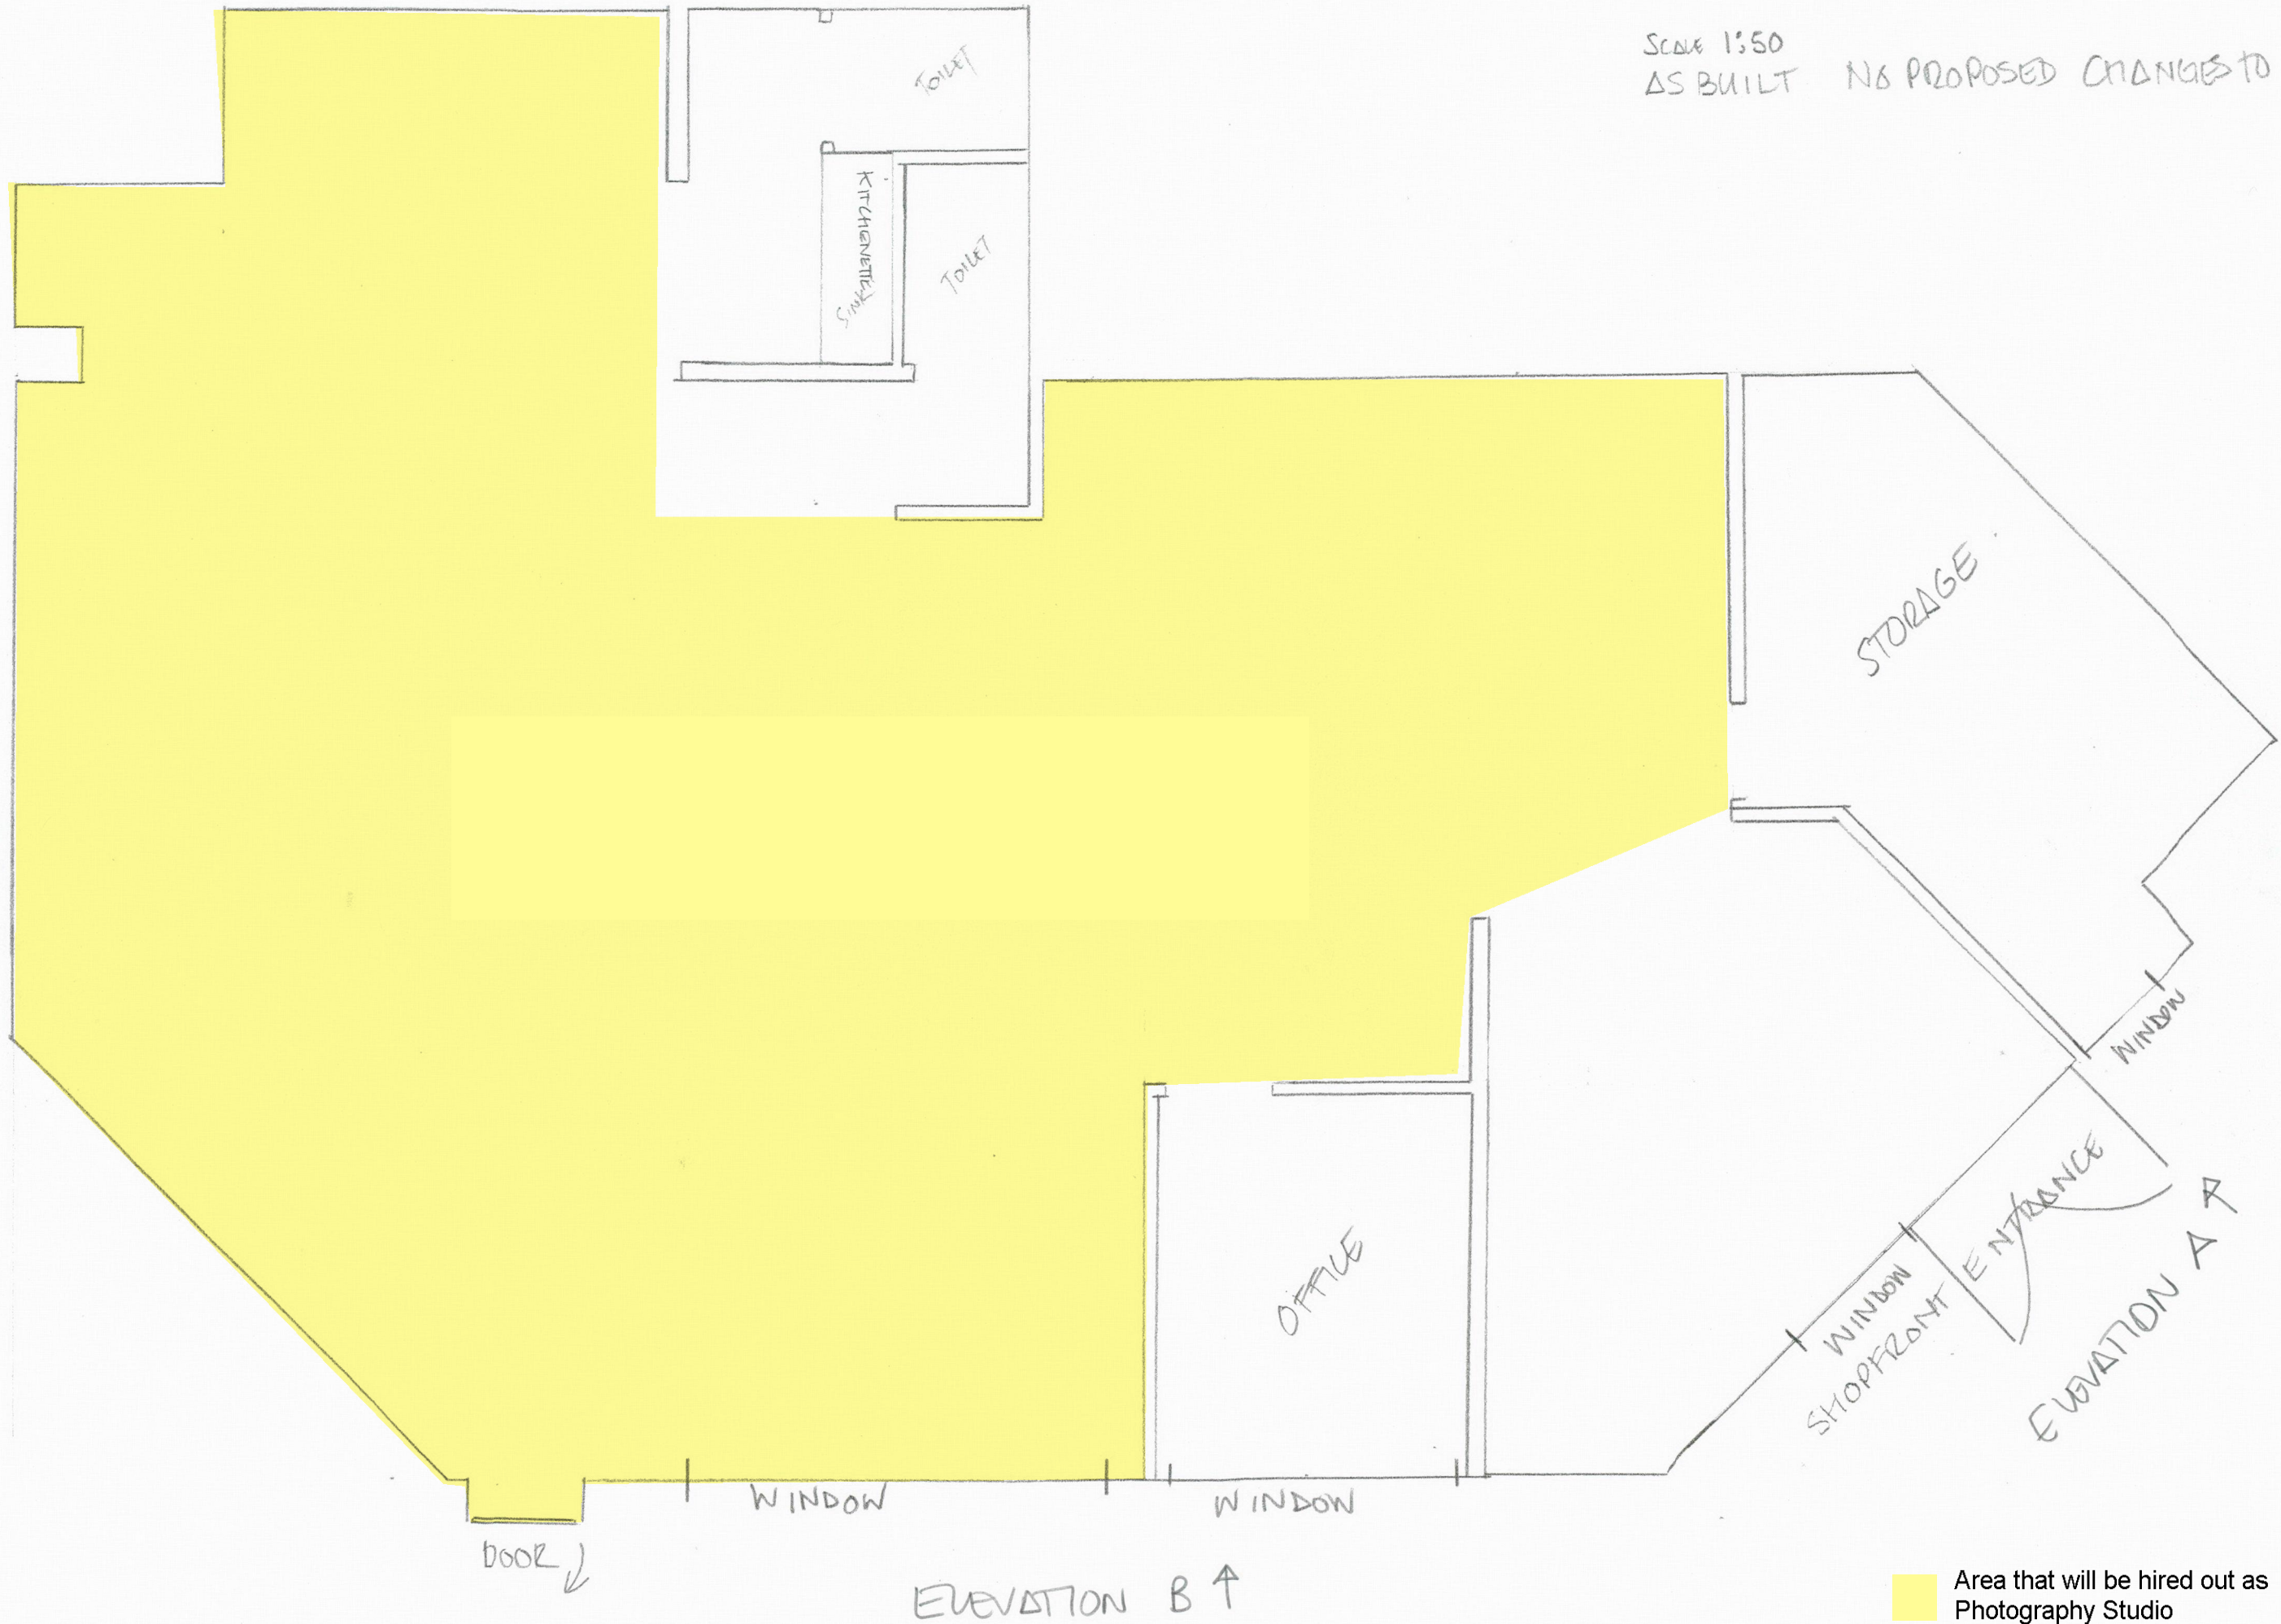 SCALE 1:50
AS BUILT NO PROPOSED CHANGES TO
TOILET
KITCHENETTE
SINK
TOILET
STORAGE
WINDOW
ENTRANCE
WINDOW
SHOPFRONT
ELEVATION A
OFFICE
WINDOW
WINDOW
DOOR
ELEVATION B
Area that will be hired out as
Photography Studio